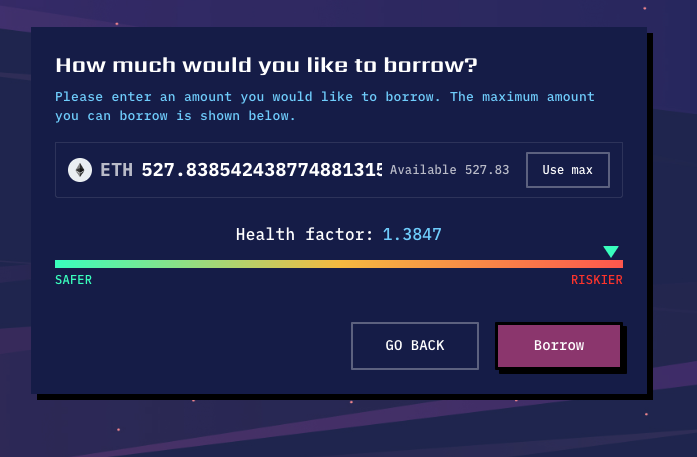 How much would you like to borrow?
Please enter an amount you would like to borrow. The maximum amount
you can borrow is shown below.
ETH 527.838542438774881315 Available 527.83 Use max
Health factor: 1.3847
SAFER RISKIER
GO BACK Borrow